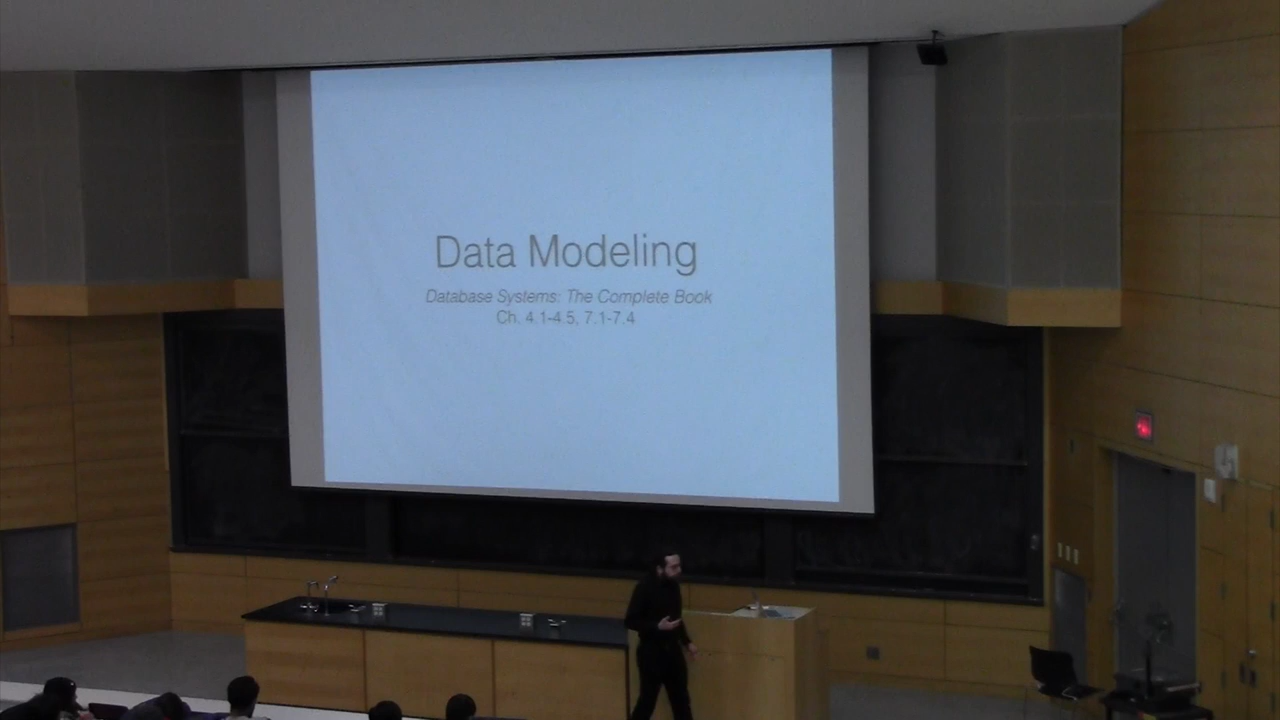 Data Modeling
Database Systems: The Complete Book
Ch. 4.1-4.5, 7.1-7.4